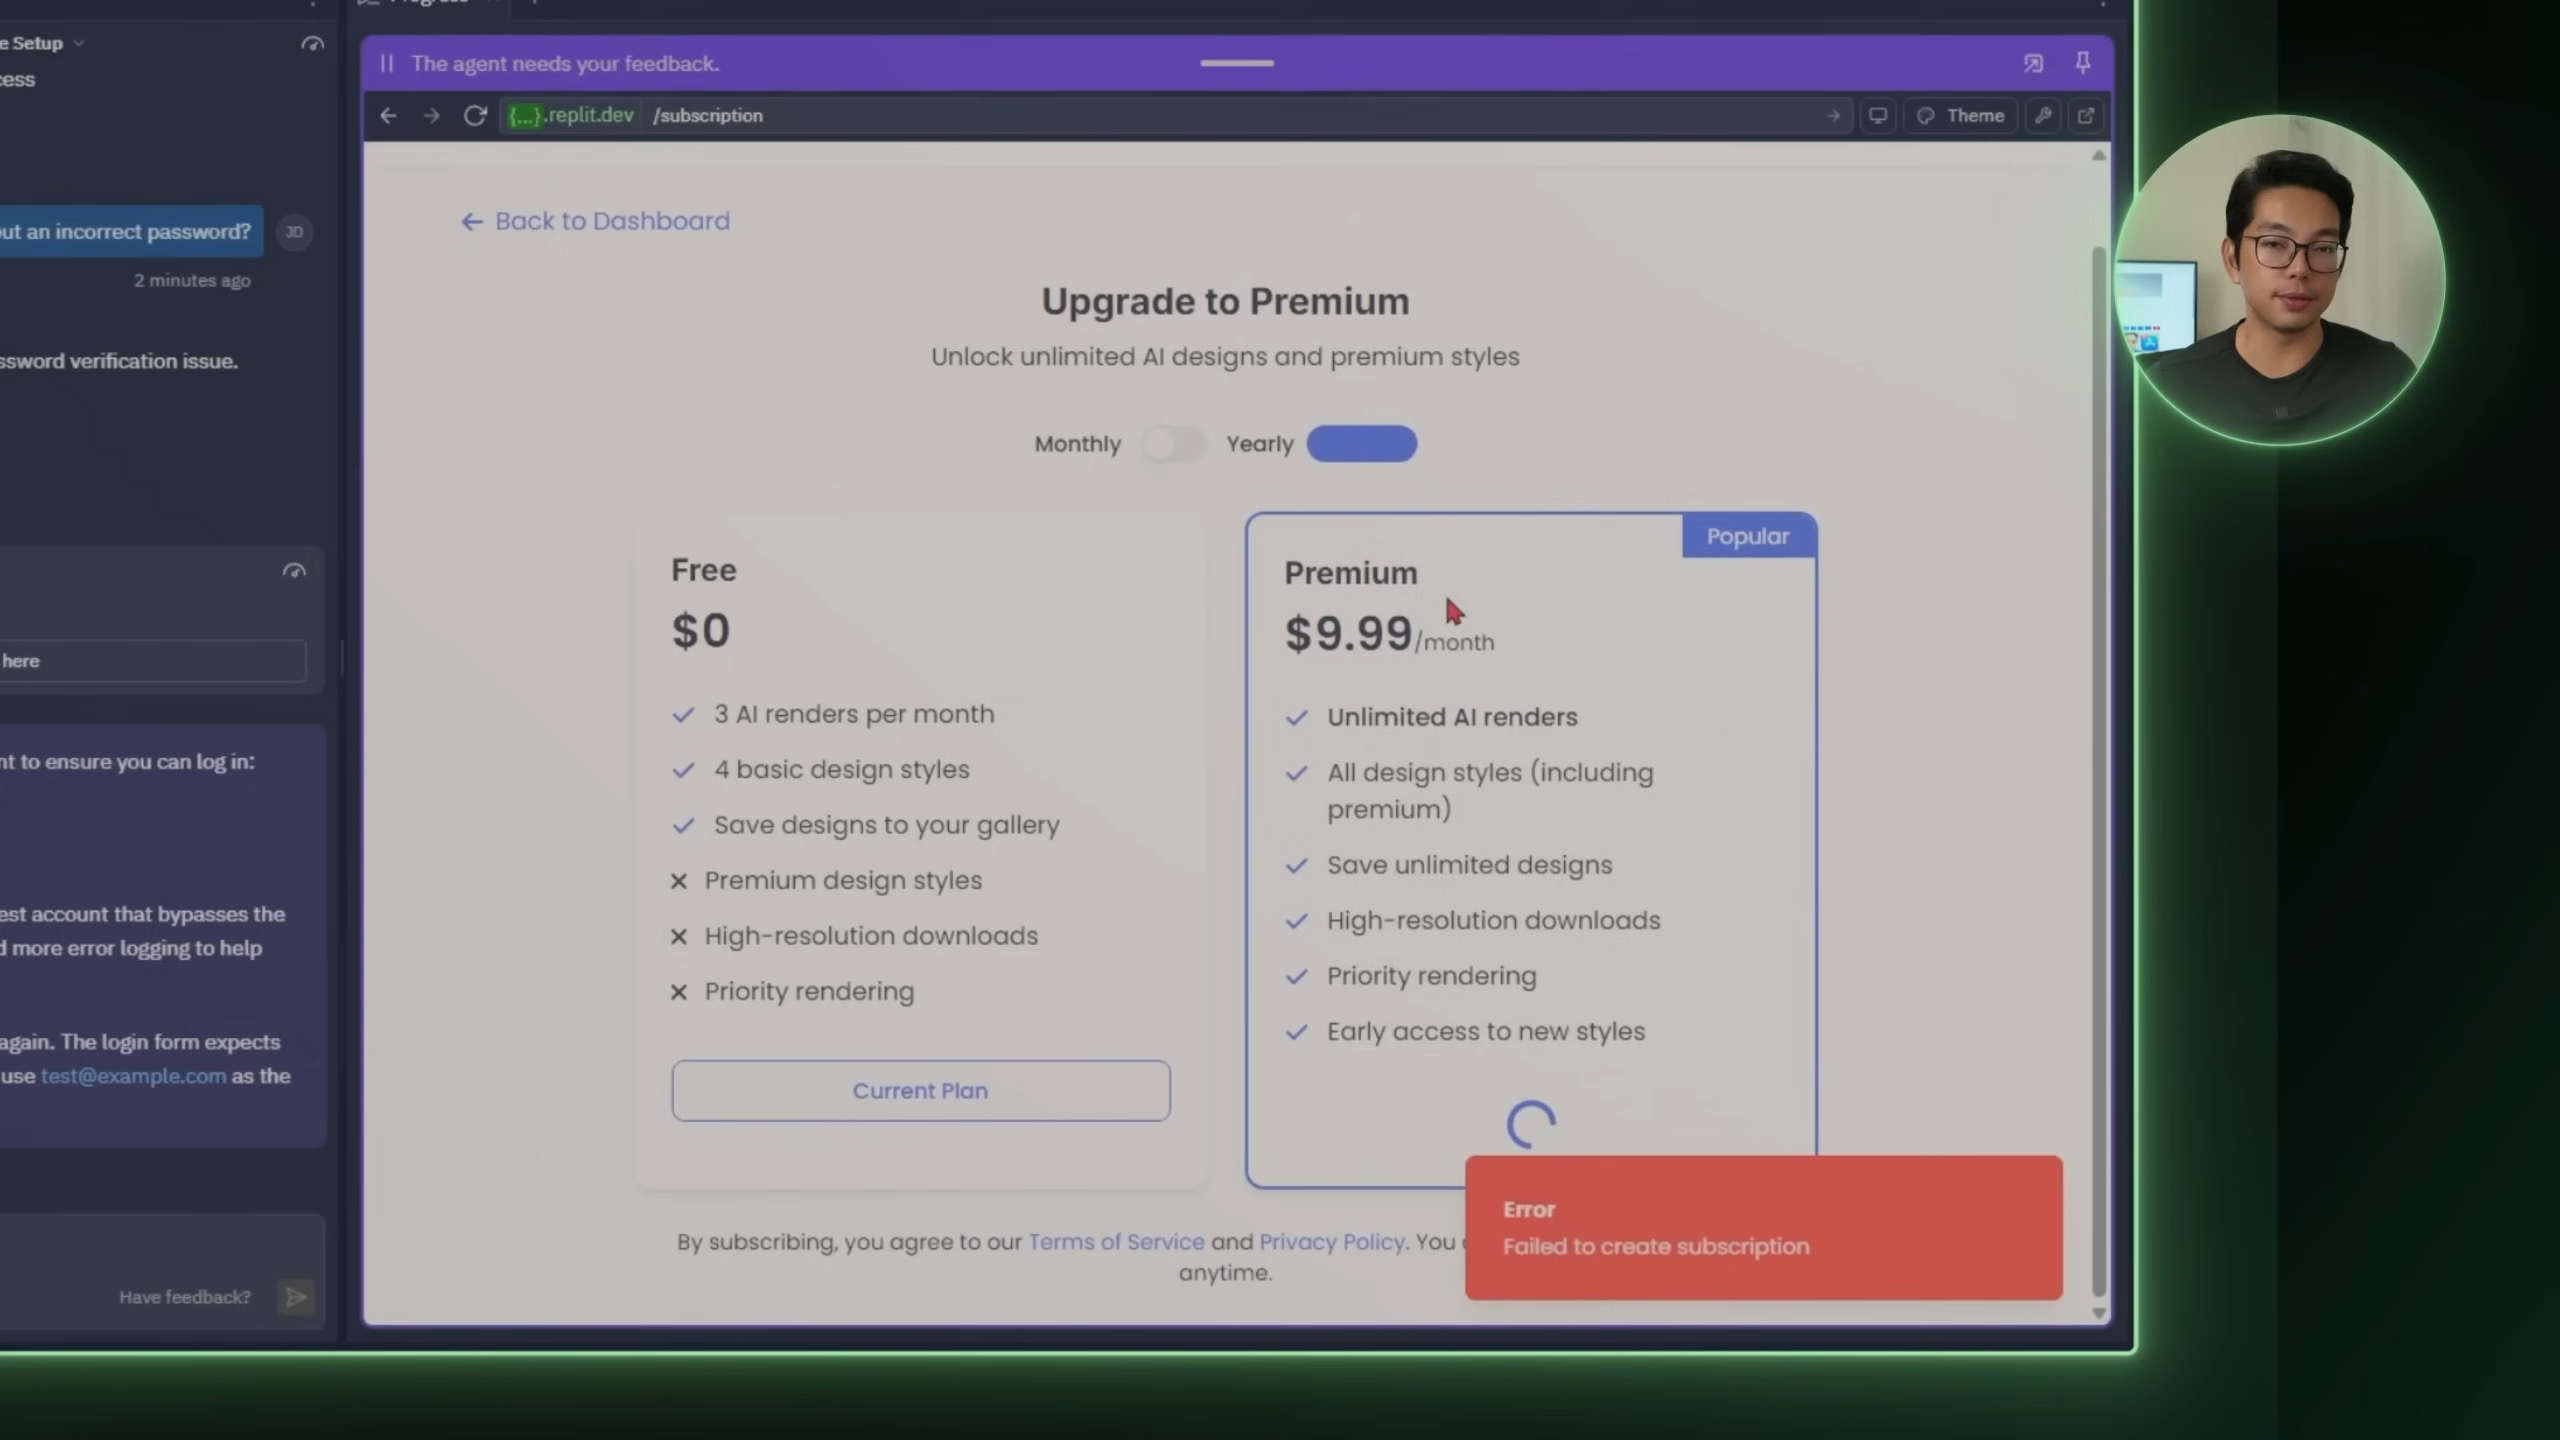 e Setup
cess
ut an incorrect password?
JD
2 minutes ago
ssword verification issue.
here
nt to ensure you can log in:
est account that bypasses the
d more error logging to help
again. The login form expects
use test@example.com as the
Have feedback?
Progress
The agent needs your feedback.
{...}.replit.dev /subscription
Theme
Back to Dashboard
Upgrade to Premium
Unlock unlimited AI designs and premium styles
Monthly Yearly
Free
$0
3 AI renders per month
4 basic design styles
Save designs to your gallery
Premium design styles
High-resolution downloads
Priority rendering
Current Plan
Popular
Premium
$9.99/month
Unlimited AI renders
All design styles (including
premium)
Save unlimited designs
High-resolution downloads
Priority rendering
Early access to new styles
By subscribing, you agree to our Terms of Service and Privacy Policy. You
anytime.
Error
Failed to create subscription